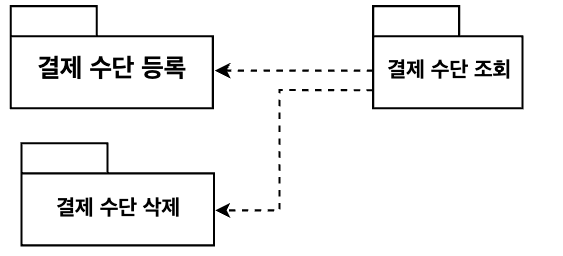 결제 수단 등록
결제 수단 조회
결제 수단 삭제